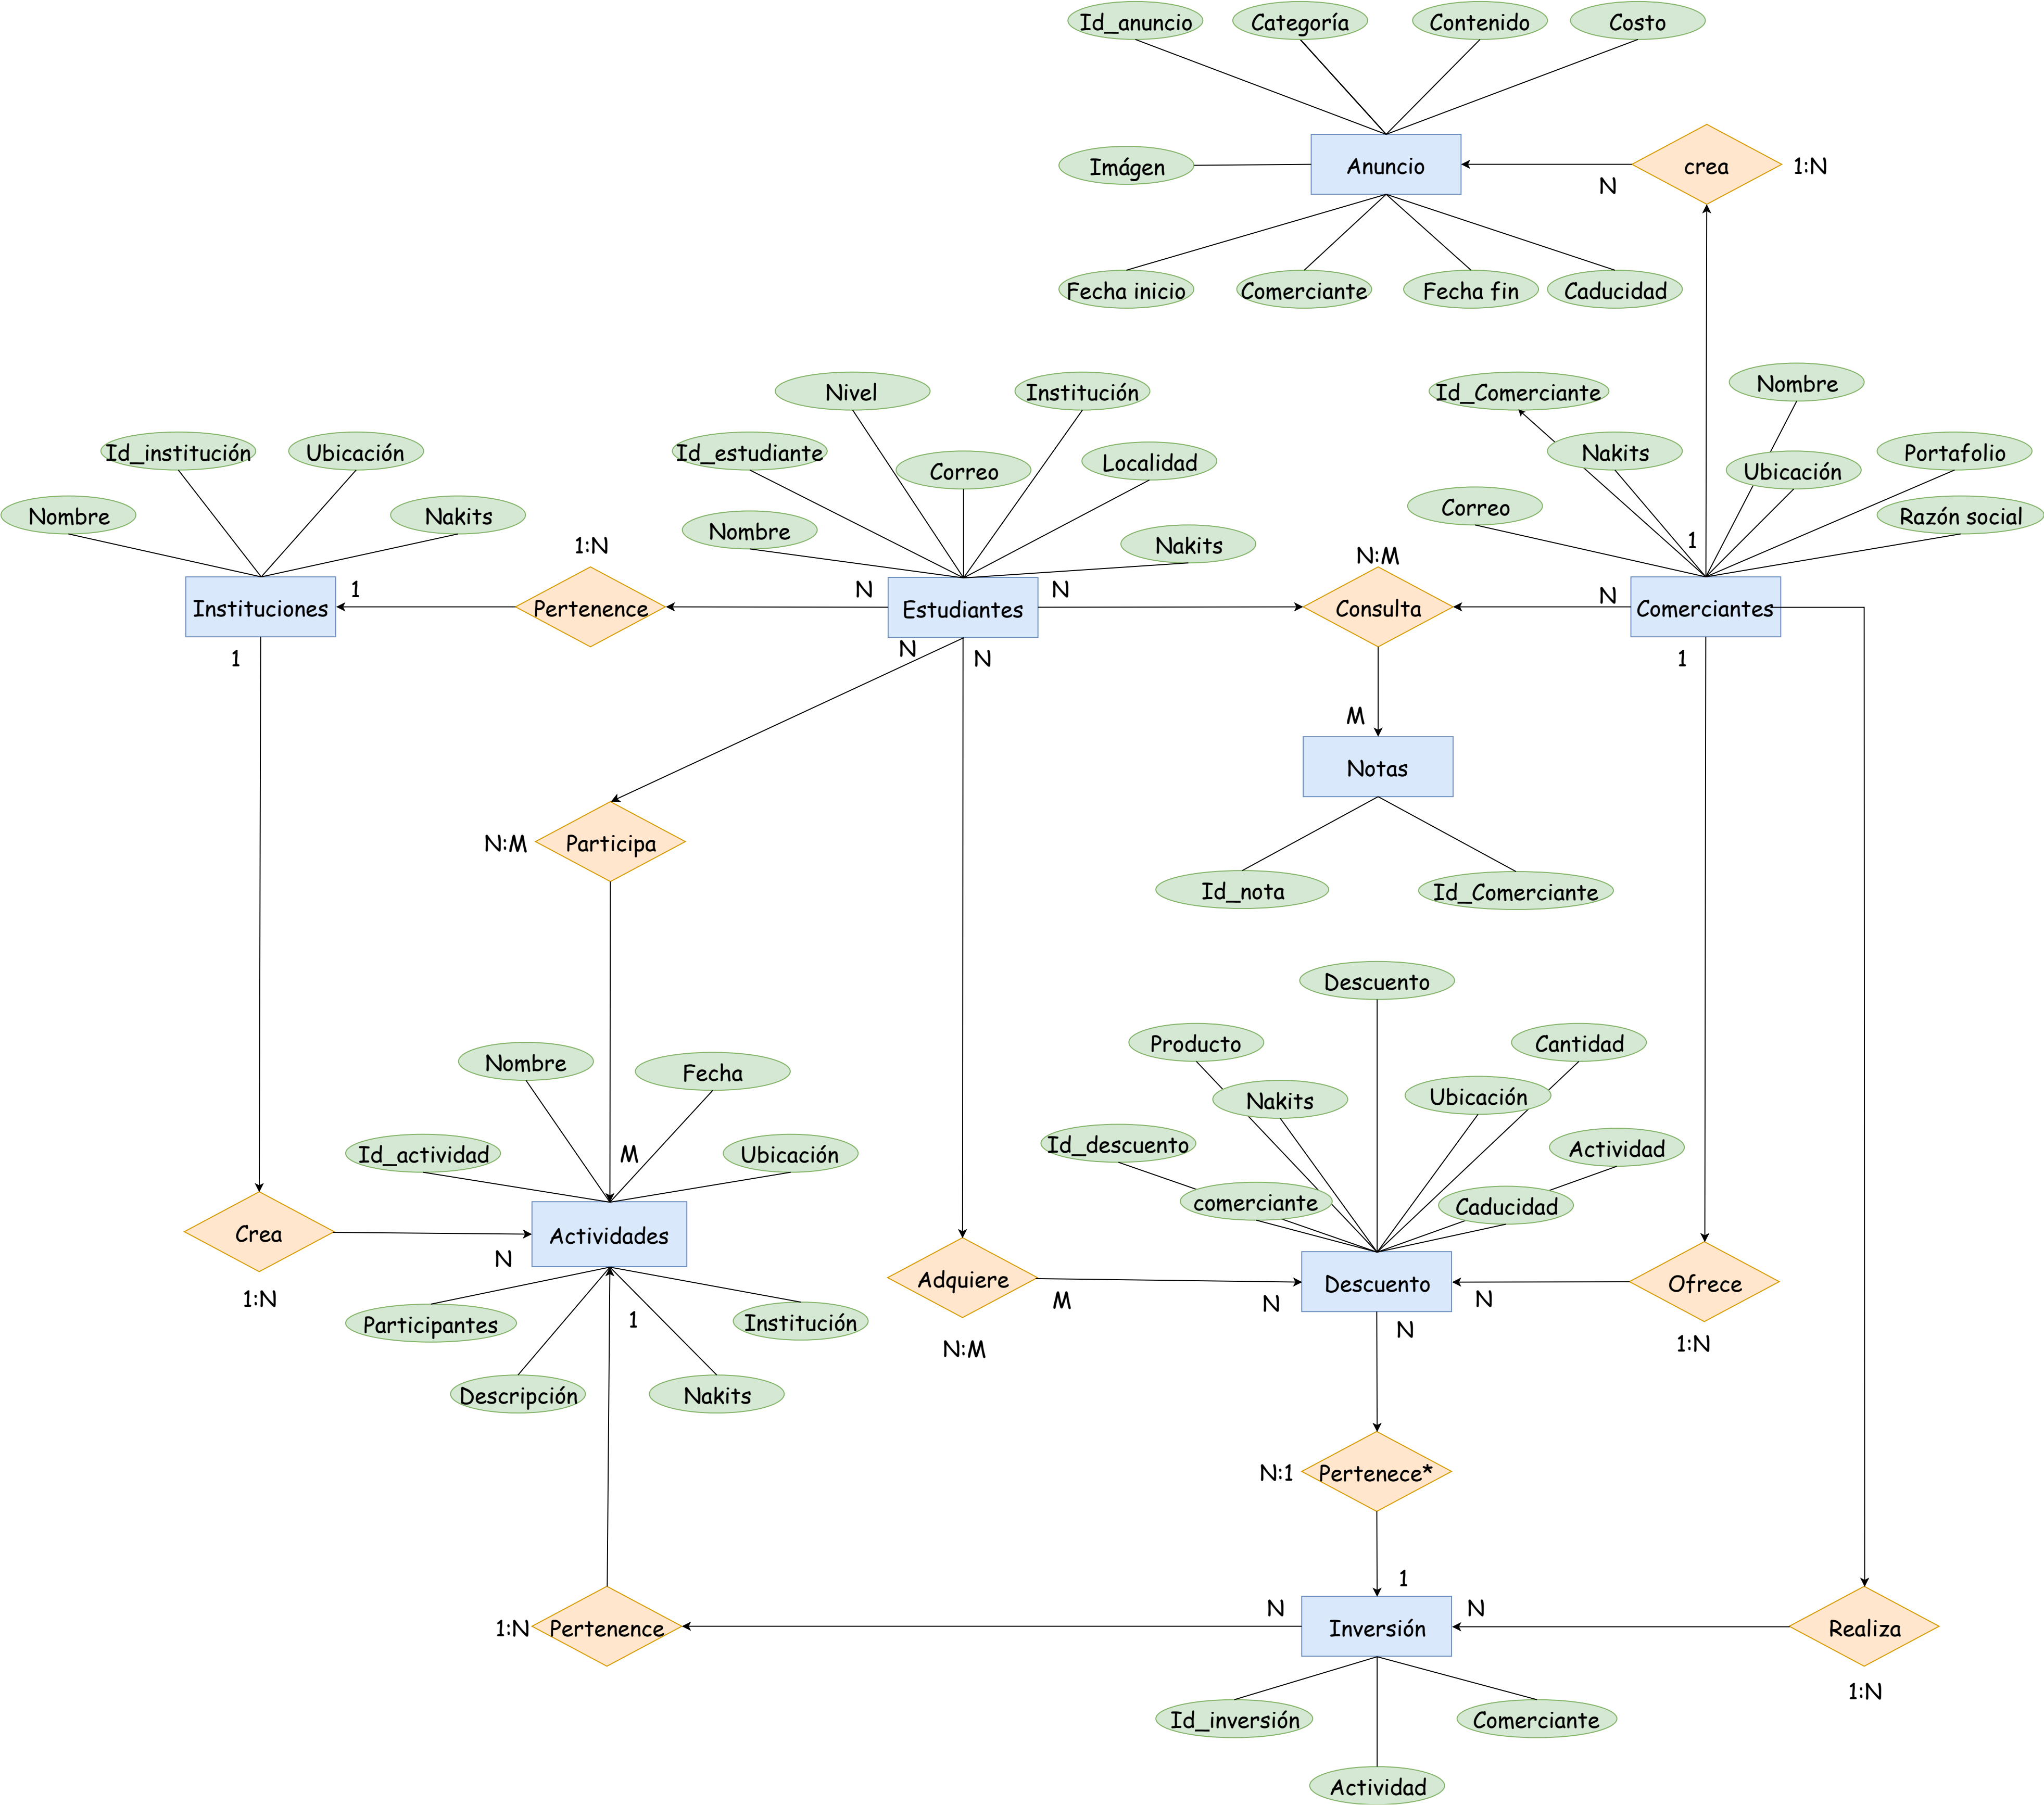 Id_anuncio
Categoría
Contenido
Costo
Imágen
Anuncio
crea
1:N
N
Fecha inicio
Comerciante
Fecha fin
Caducidad
Nivel
Institución
Id_Comerciante
Nombre
Id_institución
Ubicación
Id_estudiante
Correo
Localidad
Nakits
Ubicación
Portafolio
Nombre
Nakits
Nombre
Nakits
Correo
Razón social
1:N
N:M
1
1
Instituciones
Pertenence
N
Estudiantes
N
Consulta
N
Comerciantes
1
N
N
1
M
Notas
N:M
Participa
Id_nota
Id_Comerciante
Descuento
Nombre
Fecha
Producto
Cantidad
Nakits
Ubicación
Id_actividad
M
Ubicación
Id_descuento
Actividad
comerciante
Caducidad
Crea
N
Actividades
Adquiere
M
N
Descuento
N
Ofrece
1:N
Participantes
1
Institución
N:M
N
1:N
Descripción
Nakits
N:1
Pertenece*
1
1:N
Pertenence
N
Inversión
N
Realiza
1:N
Id_inversión
Comerciante
Actividad